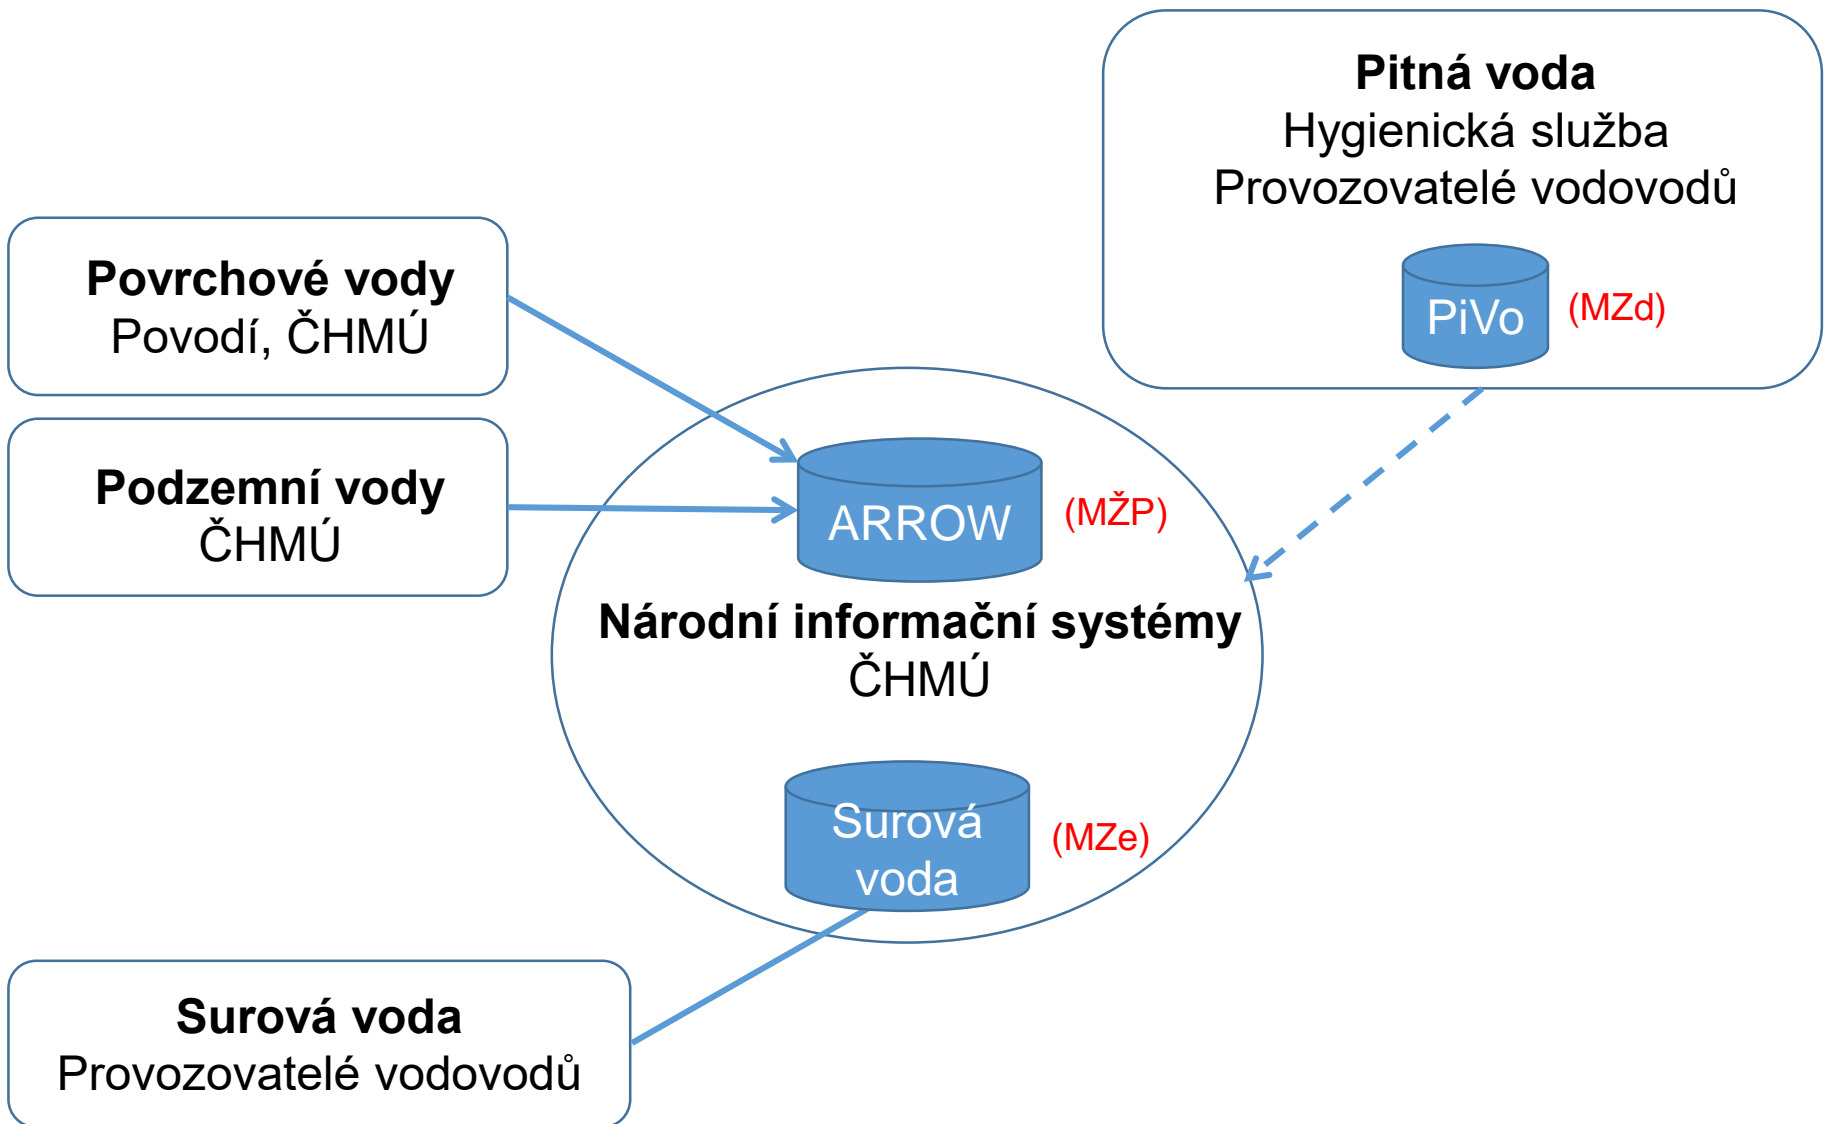 Pitná voda
Hygienická služba
Provozovatelé vodovodů
PiVo
(MZd)
Povrchové vody
Povodí, ČHMÚ
Podzemní vody
ČHMÚ
ARROW
(MŽP)
Národní informační systémy
ČHMÚ
Surová
voda
(MZe)
Surová voda
Provozovatelé vodovodů